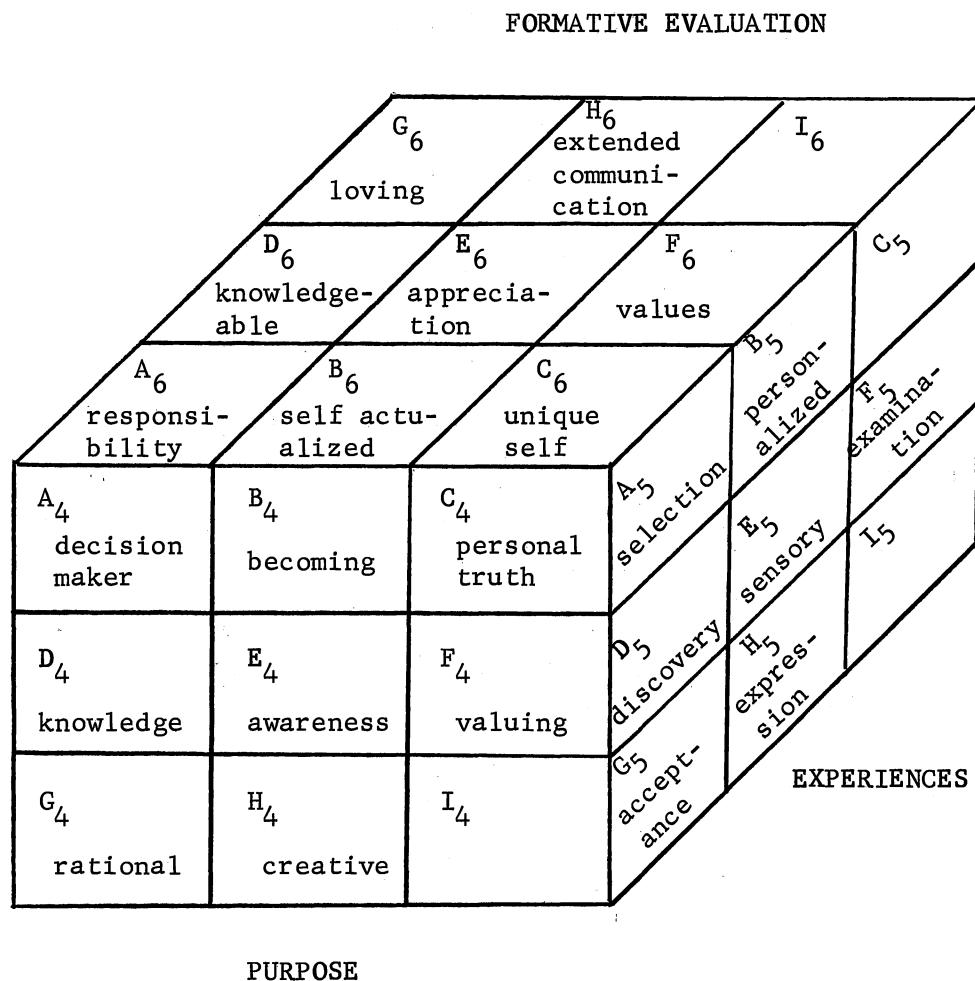 FORMATIVE EVALUATION
G6
loving
H6
extended
communi-
cation
I6
D6
knowledge-
able
E6
apprecia-
tion
F6
values
A6
responsi-
bility
B6
self actu-
alized
C6
unique
self
A4
decision
maker
B4
becoming
C4
personal
truth
D4
knowledge
E4
awareness
F4
valuing
G4
rational
H4
creative
I4
A5
selection
B5
person-
alized
C5
D5
discovery
E5
sensory
F5
examina-
tion
G5
accept-
ance
H5
expres-
sion
I5
EXPERIENCES
PURPOSE